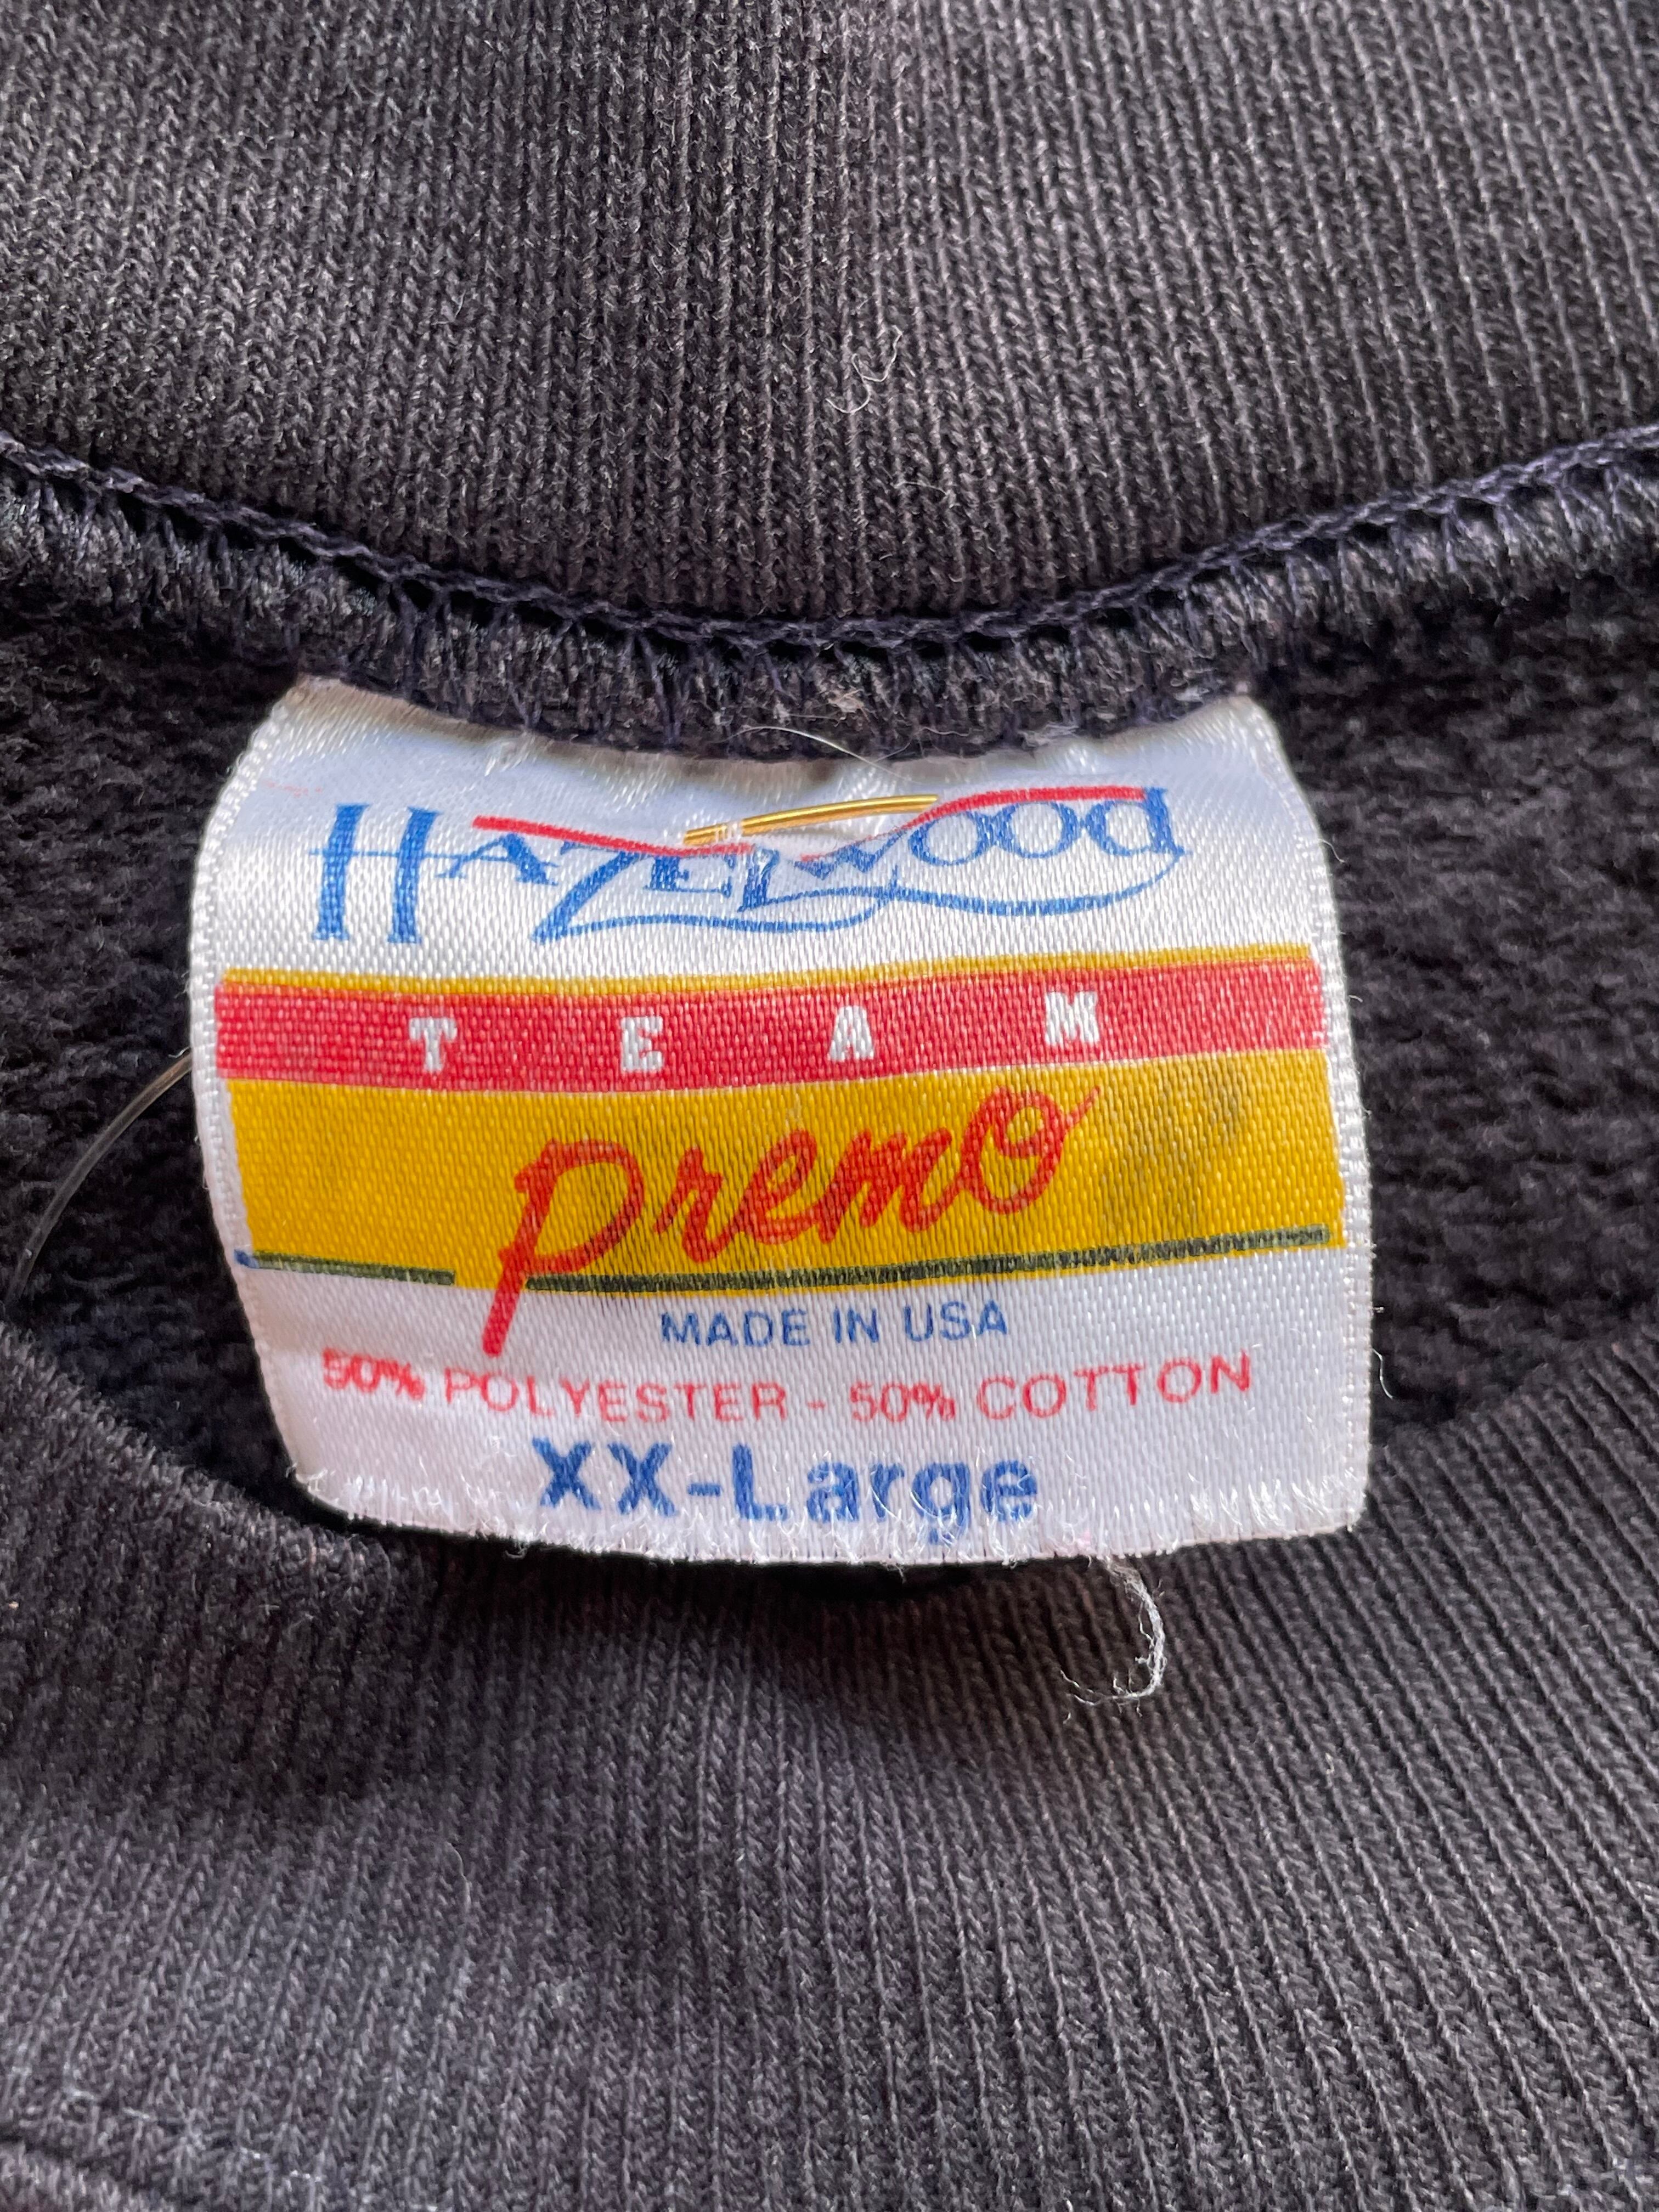 HAZELWOOD
TEAM
Premo
MADE IN USA
50% POLYESTER - 50% COTTON
XX-Large